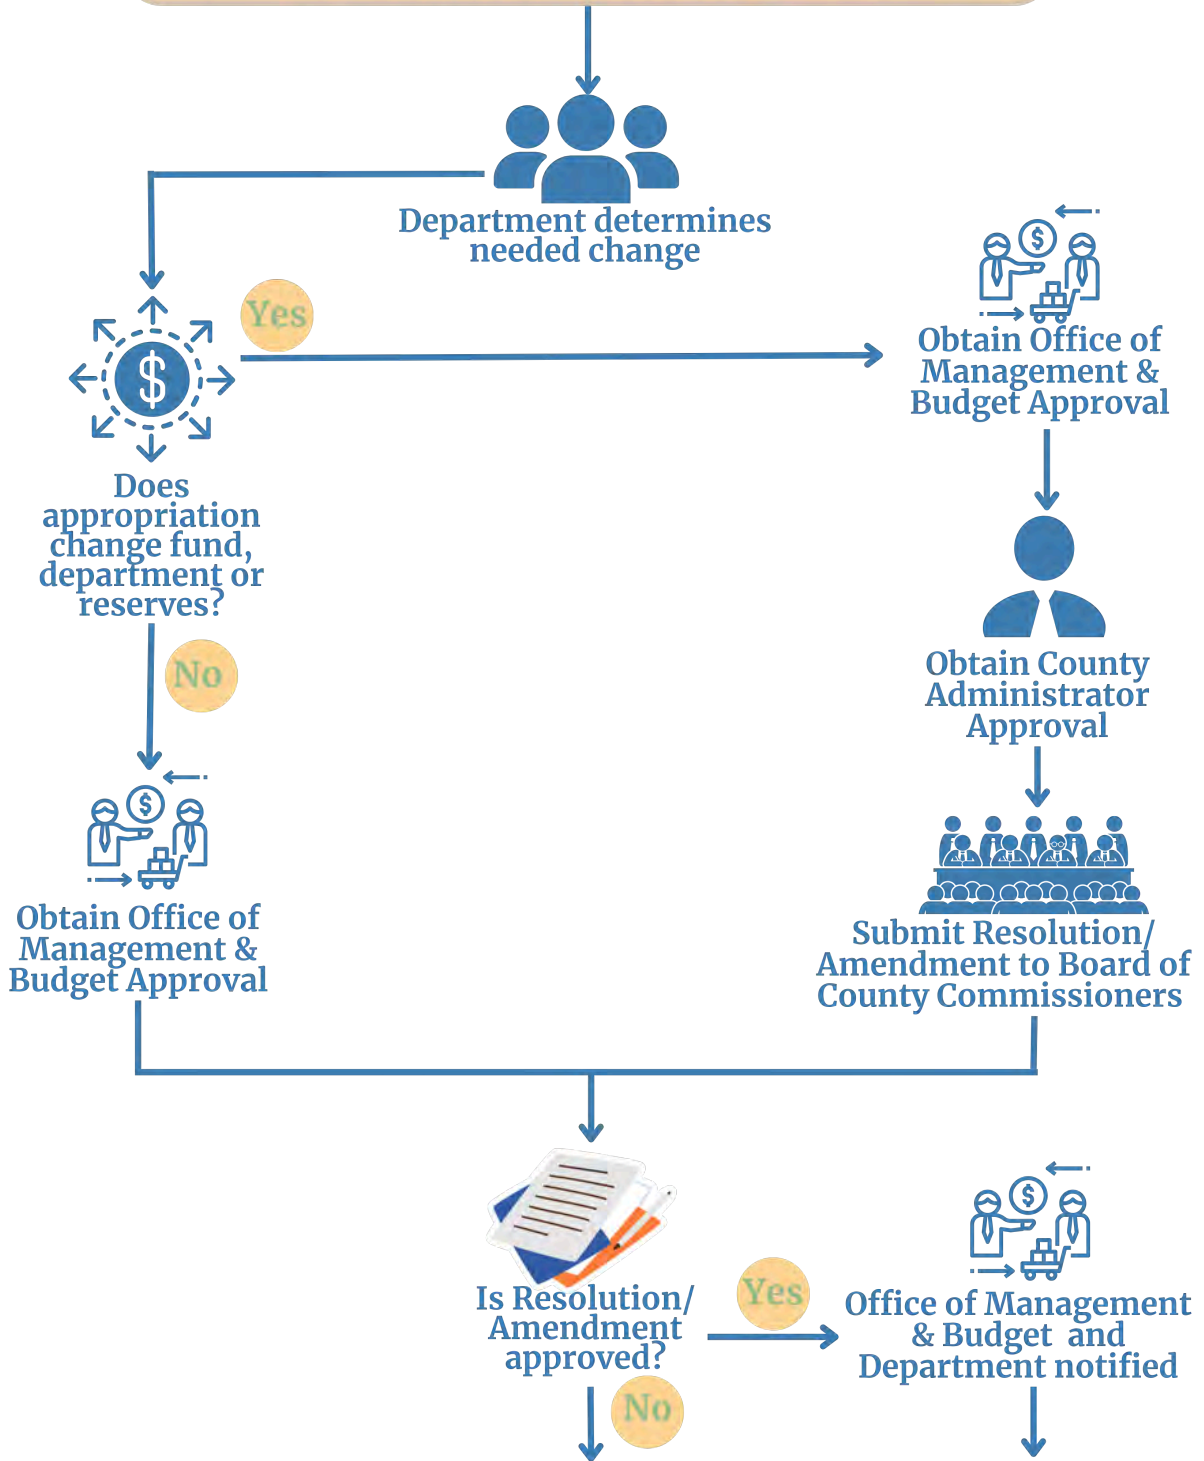 Department determines
needed change
Yes
$
Obtain Office of
Management &
Budget Approval
$
Does
appropriation
change fund,
department or
reserves?
No
Obtain County
Administrator
Approval
$
Obtain Office of
Management &
Budget Approval
Submit Resolution/
Amendment to Board of
County Commissioners
$
Is Resolution/
Amendment
approved?
Yes
Office of Management
& Budget and
Department notified
No